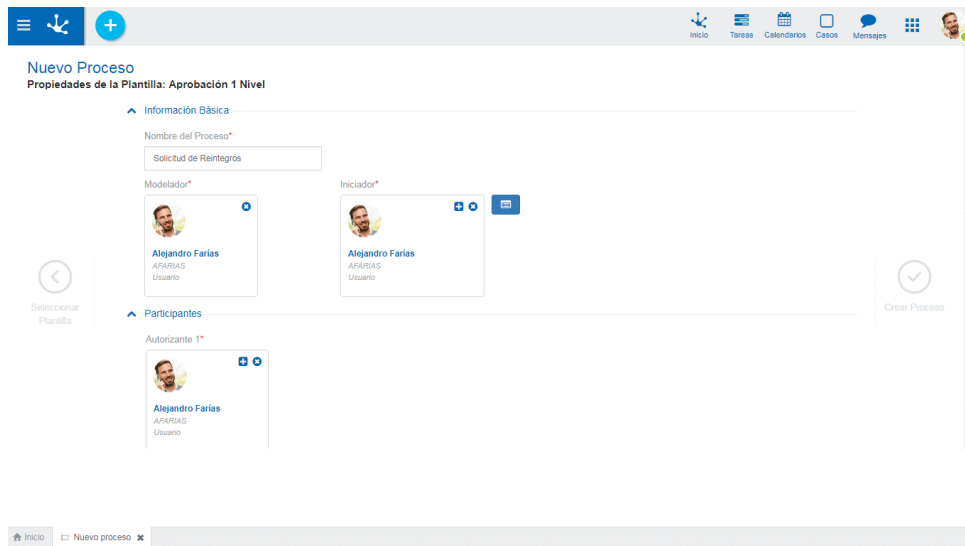 Inicio
Tareas
Calendarios
Casos
Mensajes
Nuevo Proceso
Propiedades de la Plantilla: Aprobación 1 Nivel
Información Básica
Nombre del Proceso*
Solicitud de Reintegros
Modelador*
Iniciador*
Alejandro Farías
AFARIAS
Usuario
Alejandro Farías
AFARIAS
Usuario
Seleccionar
Plantilla
Crear Proceso
Participantes
Autorizante 1*
Alejandro Farías
AFARIAS
Usuario
Inicio
Nuevo proceso